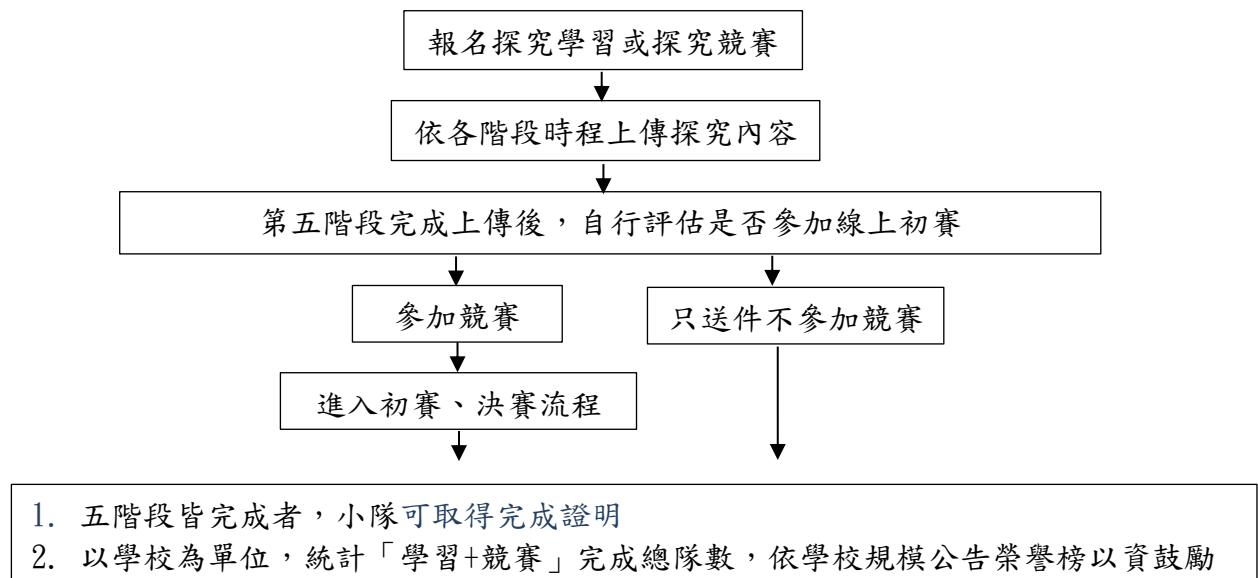 報名探究學習或探究競賽
依各階段時程上傳探究內容
第五階段完成上傳後，自行評估是否參加線上初賽
參加競賽
只送件不參加競賽
進入初賽、決賽流程
1. 五階段皆完成者，小隊可取得完成證明
2. 以學校為單位，統計「學習+競賽」完成總隊數，依學校規模公告榮譽榜以資鼓勵